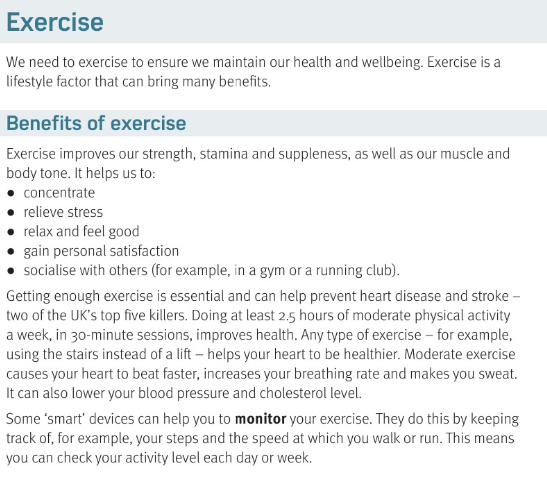 Exercise
We need to exercise to ensure we maintain our health and wellbeing. Exercise is a
lifestyle factor that can bring many benefits.
Benefits of exercise
Exercise improves our strength, stamina and suppleness, as well as our muscle and
body tone. It helps us to:
● concentrate
● relieve stress
● relax and feel good
● gain personal satisfaction
● socialise with others (for example, in a gym or a running club).
Getting enough exercise is essential and can help prevent heart disease and stroke –
two of the UK's top five killers. Doing at least 2.5 hours of moderate physical activity
a week, in 30-minute sessions, improves health. Any type of exercise – for example,
using the stairs instead of a lift – helps your heart to be healthier. Moderate exercise
causes your heart to beat faster, increases your breathing rate and makes you sweat.
It can also lower your blood pressure and cholesterol level.
Some 'smart' devices can help you to monitor your exercise. They do this by keeping
track of, for example, your steps and the speed at which you walk or run. This means
you can check your activity level each day or week.